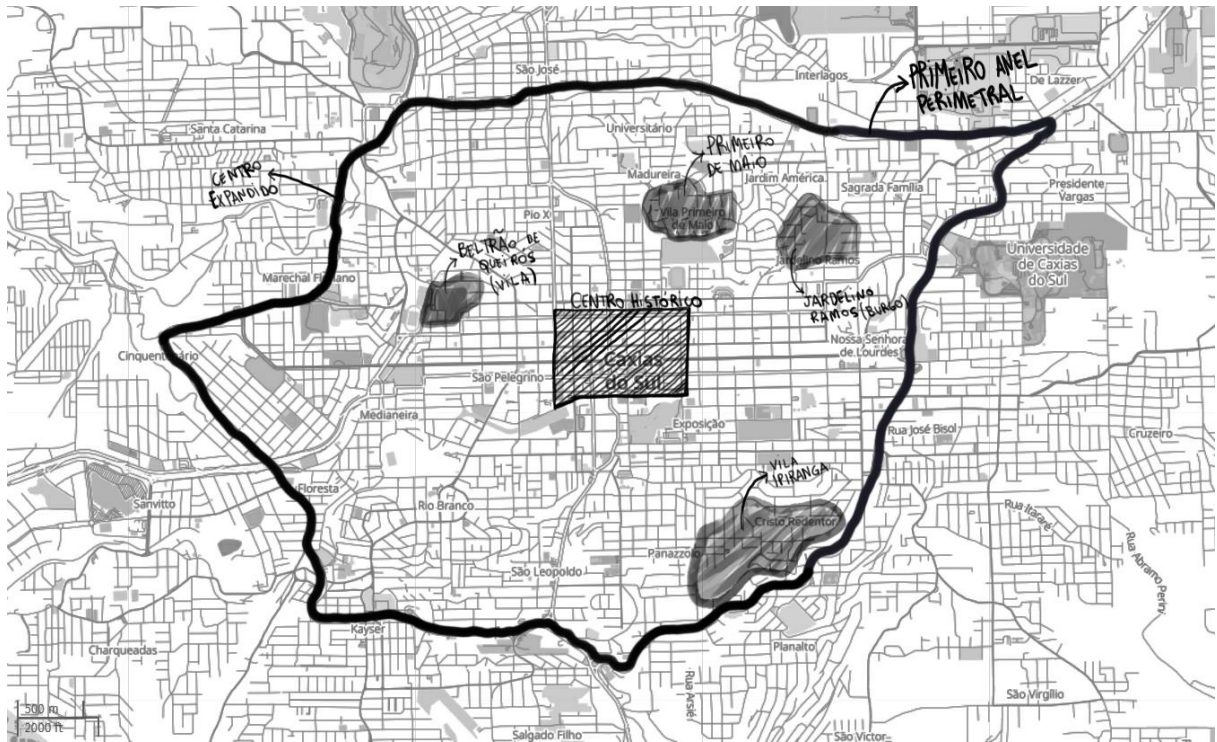 São José
Interlagos
PRIMEIRO ANEL
PERIMETRAL
De Lazzer
Santa Catarina
Universitário
CENTRO
EXPANDIDO
PRIMEIRO
DE MAIO
Madureira
Jardim América
Sagrada Família
Presidente
Vargas
Pio X
Vila Primeiro
de Maio
BELTRÃO DE
QUEIRÓS
(VILA)
Universidade
de Caxias
do Sul
Jardelino Ramos
Marechal Floriano
CENTRO HISTÓRICO
JARDELINO
RAMOS (BURGO)
Cinquentenário
Nossa Senhora
de Lourdes
Caxias
do Sul
São Pelegrino
Medianeira
Exposição
Rua José Bisol
Cruzeiro
VILA
IPIRANGA
Floresta
Sanvitto
Rio Branco
Cristo Redentor
Rua Itararé
Panazzolo
Rua Abramo Perini
São Leopoldo
Kayser
Charqueadas
Planalto
Rua Arsiê
São Virgílio
500 m
2000 ft
Salgado Filho
São Victor